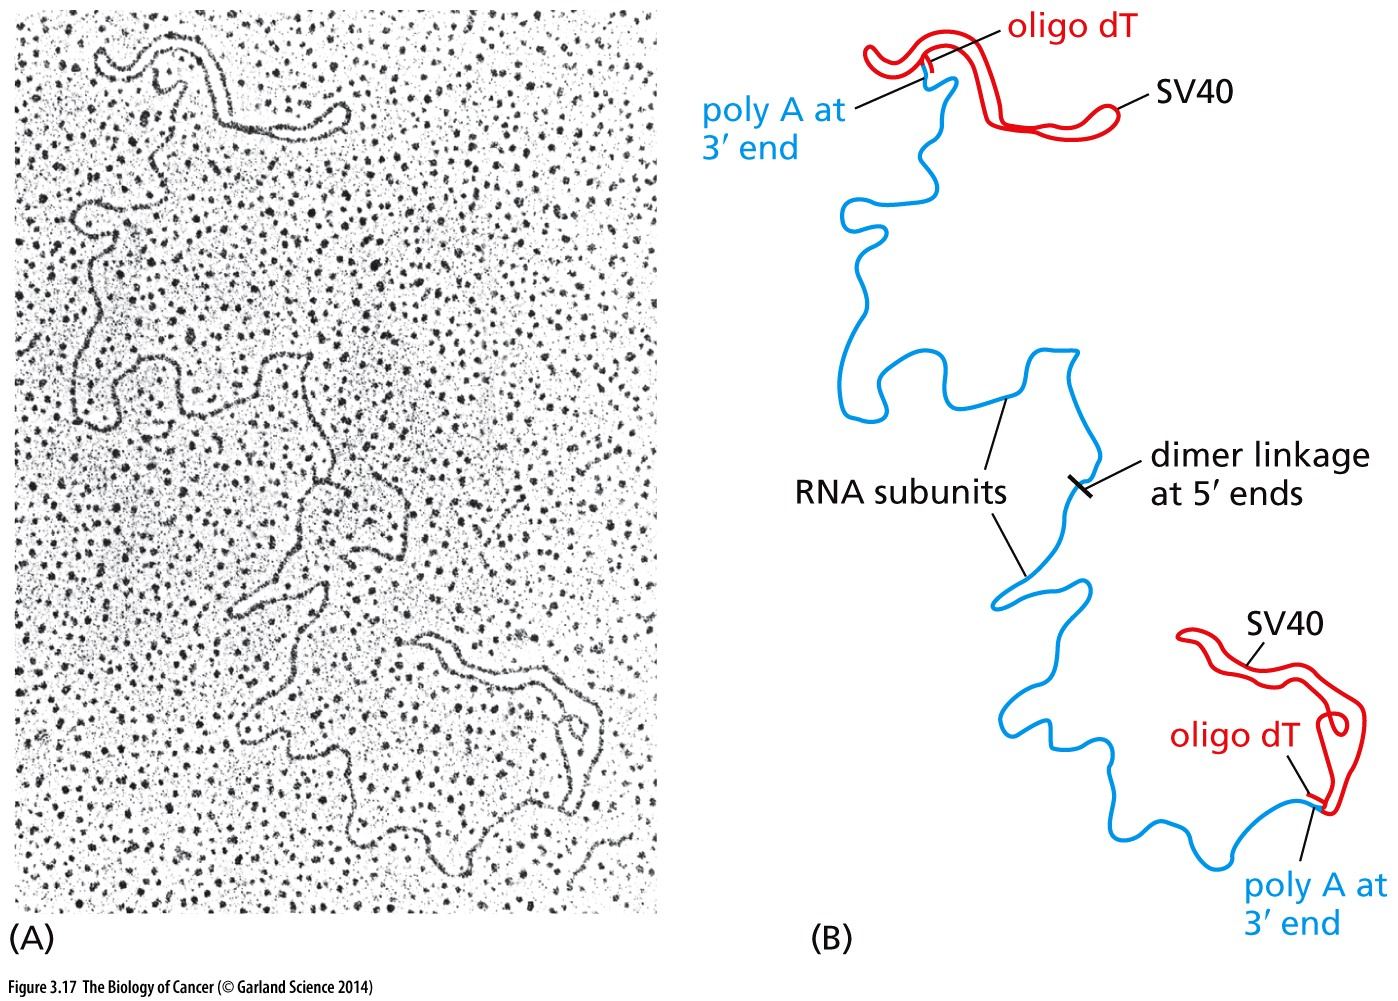 oligo dT
SV40
poly A at
3′ end
dimer linkage
at 5′ ends
RNA subunits
SV40
oligo dT
poly A at
3′ end
(A)
(B)
Figure 3.17 The Biology of Cancer (© Garland Science 2014)